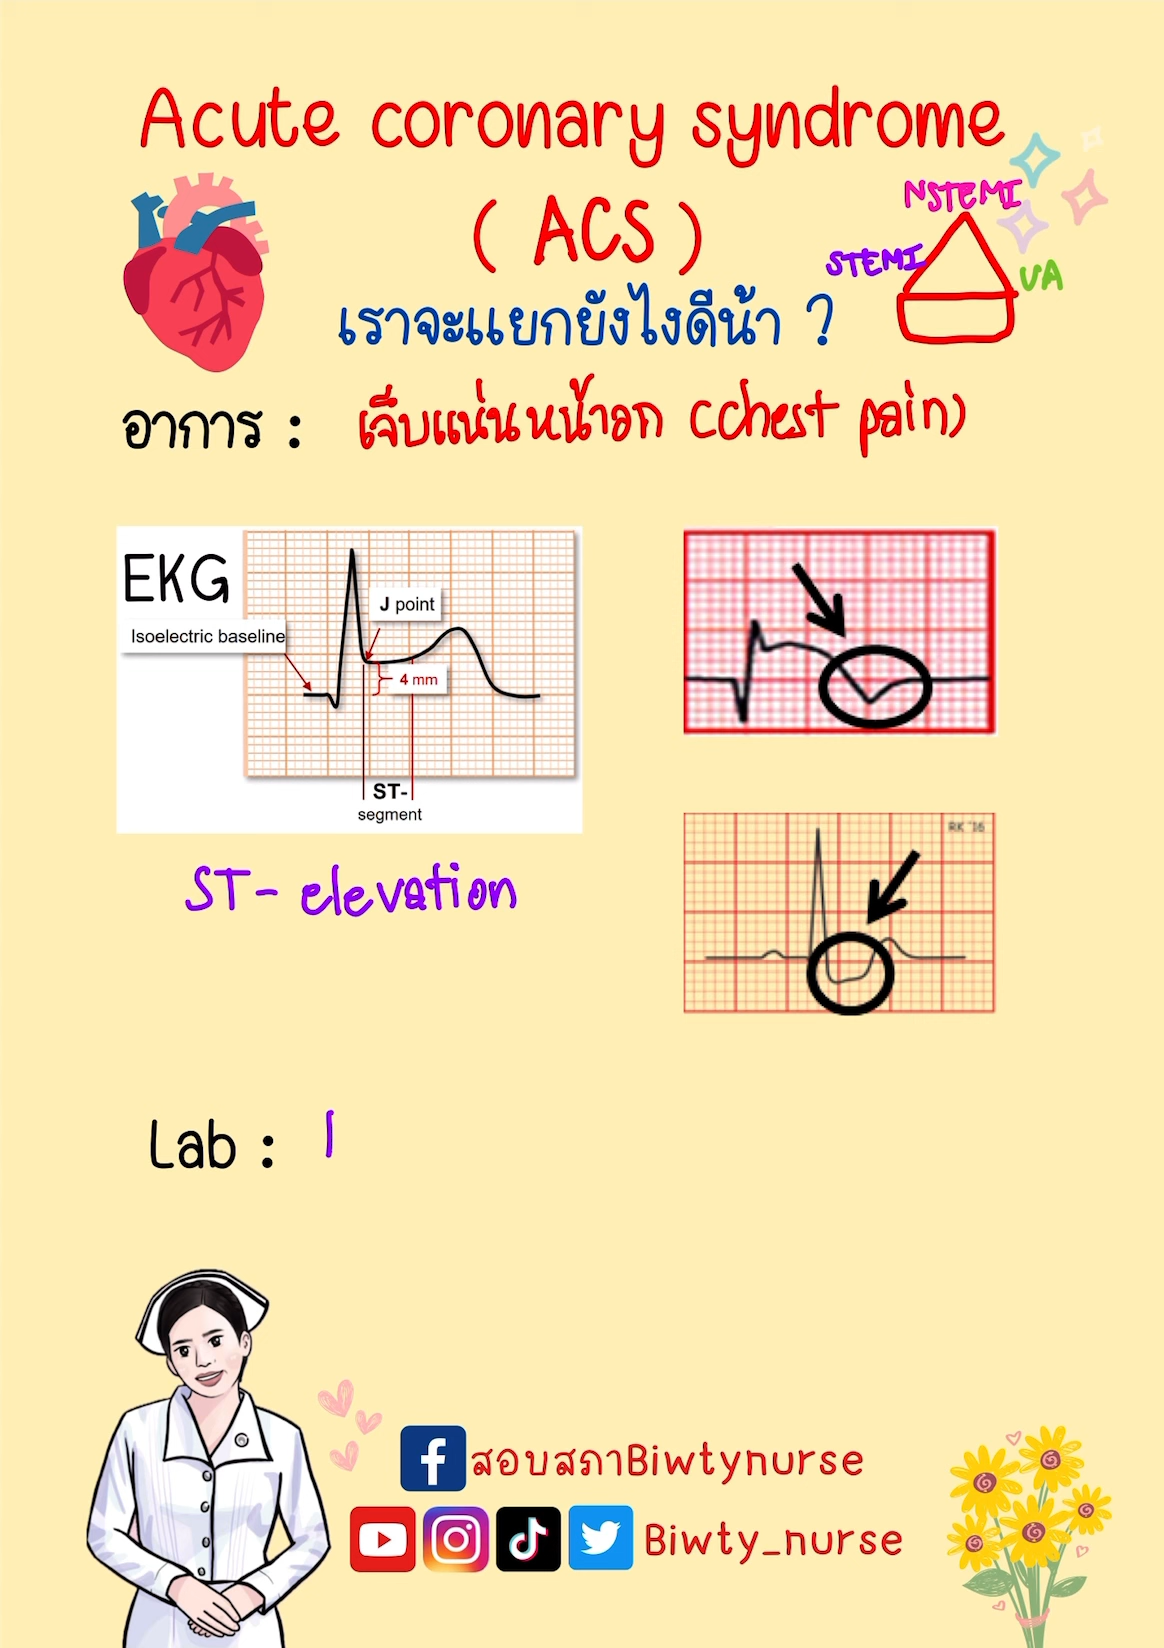 Acute coronary syndrome
( ACS )
NSTEMI
STEMI
UA
เราจะแยกยังไงดีน้า ?
อาการ : เจ็บแน่นหน้าอก (chest pain)
EKG
J point
Isoelectric baseline
4 mm
ST-
segment
RK '16
ST- elevation
Lab : I
สอบสภาBiwtynurse
Biwty_nurse